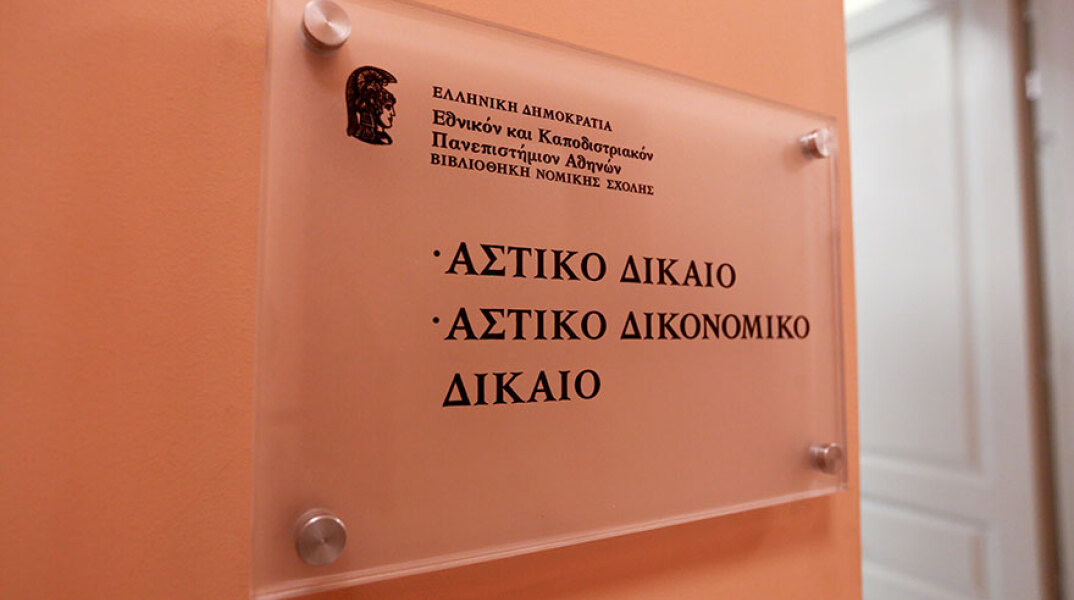 ΕΛΛΗΝΙΚΗ ΔΗΜΟΚΡΑΤΙΑ
Εθνικόν και Καποδιστριακόν
Πανεπιστήμιον Αθηνών
ΒΙΒΛΙΟΘΗΚΗ ΝΟΜΙΚΗΣ ΣΧΟΛΗΣ
·ΑΣΤΙΚΟ ΔΙΚΑΙΟ
·ΑΣΤΙΚΟ ΔΙΚΟΝΟΜΙΚΟ
ΔΙΚΑΙΟ